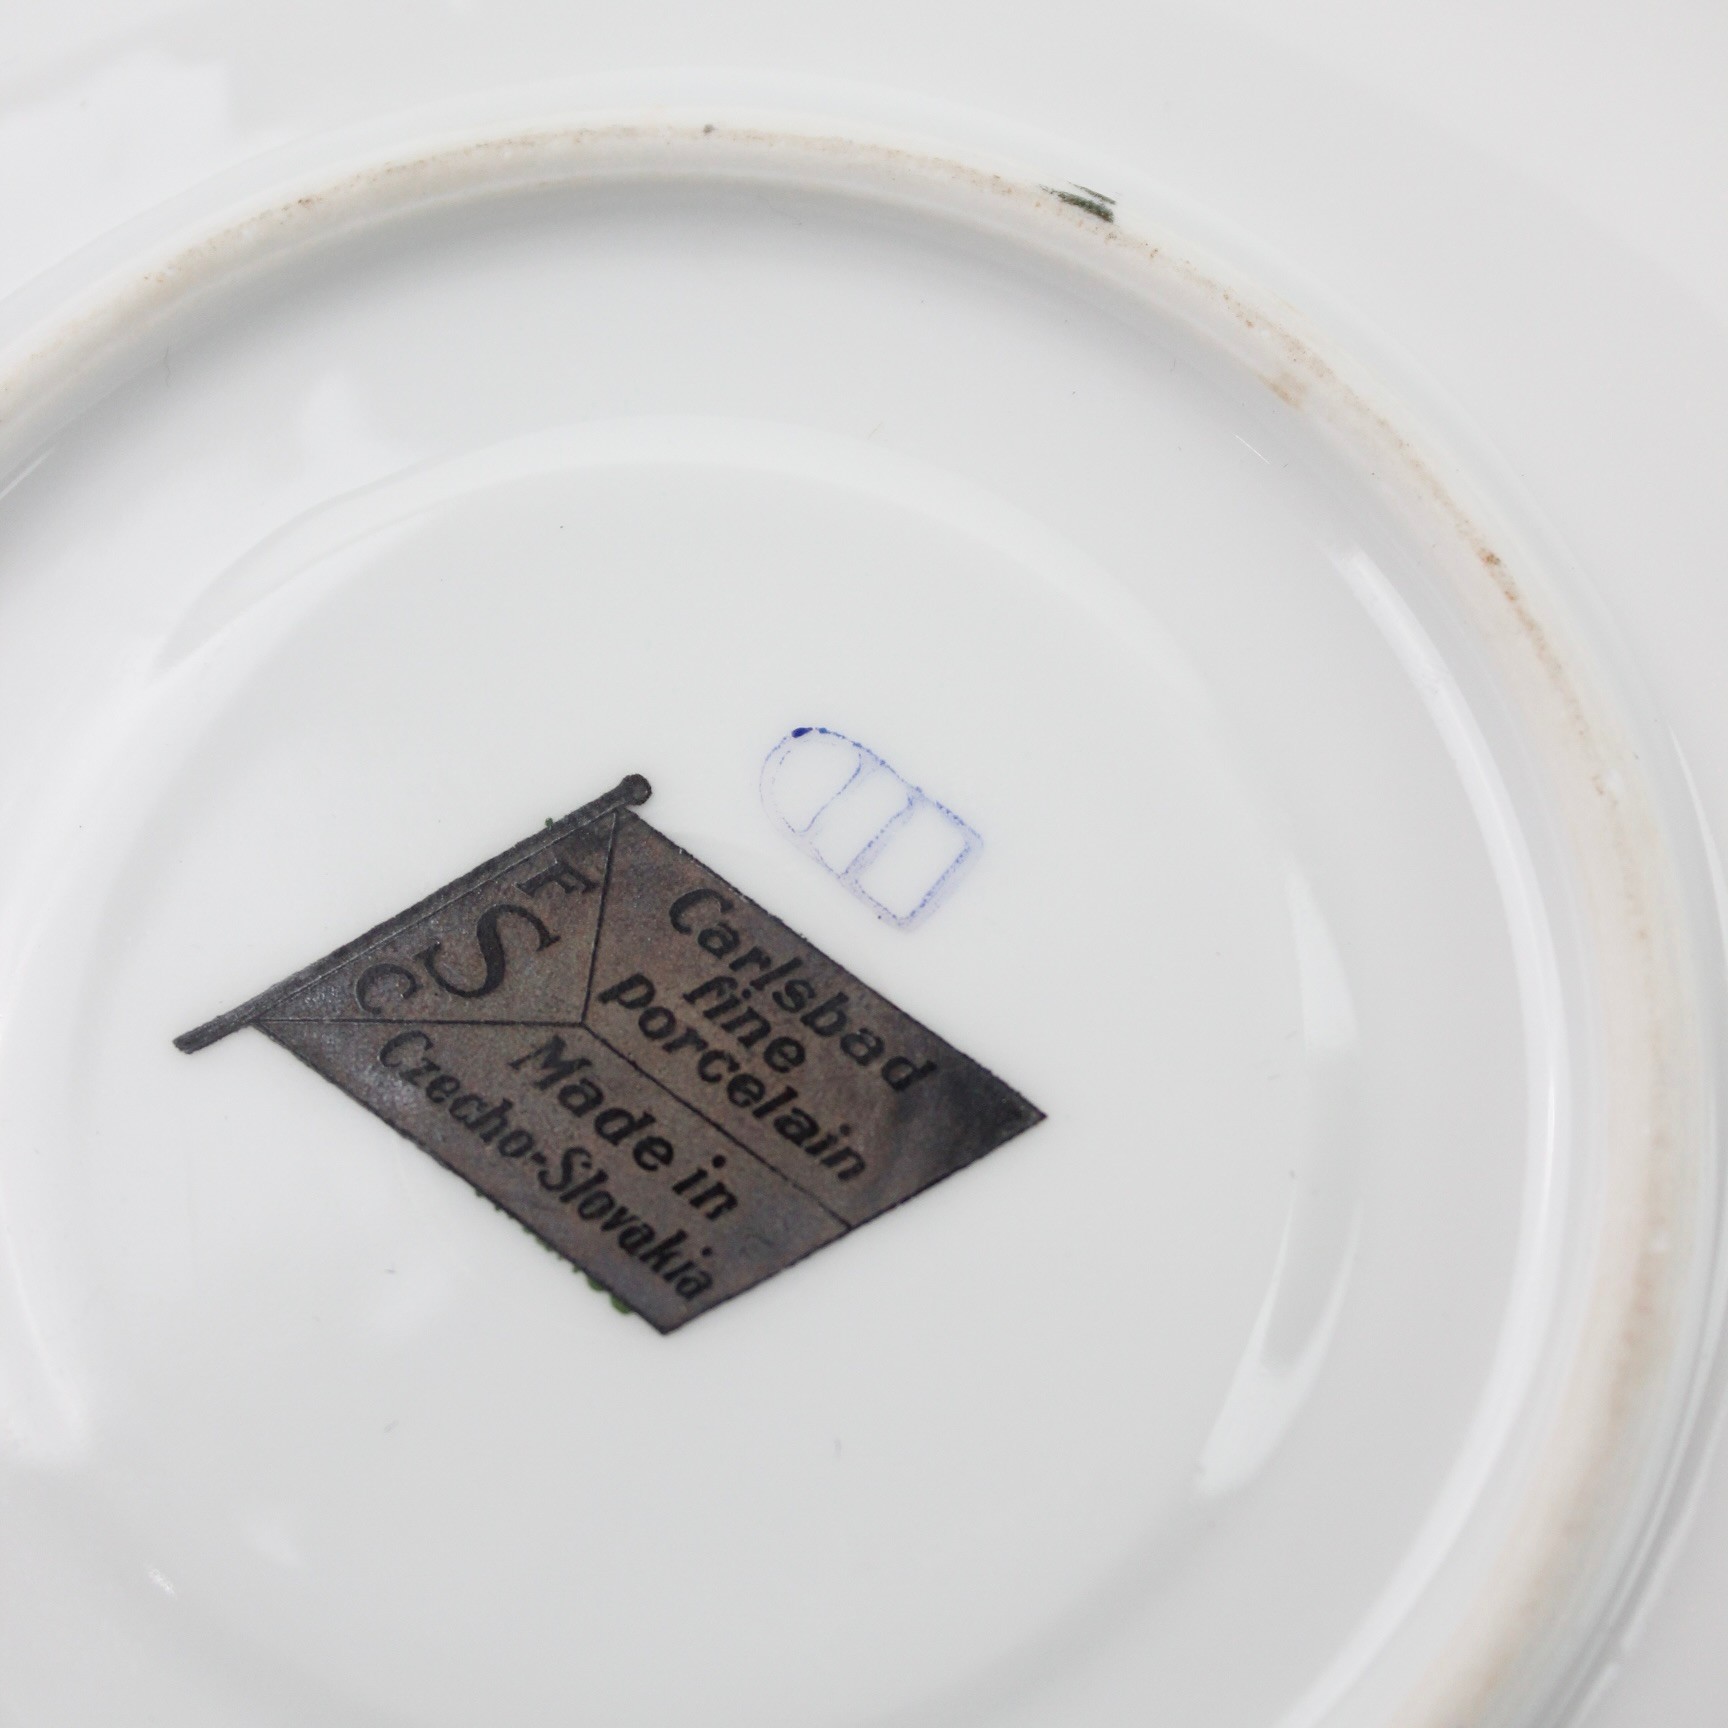 F
S
C
Carlsbad
fine
porcelain
Made in
Czecho-Slovakia